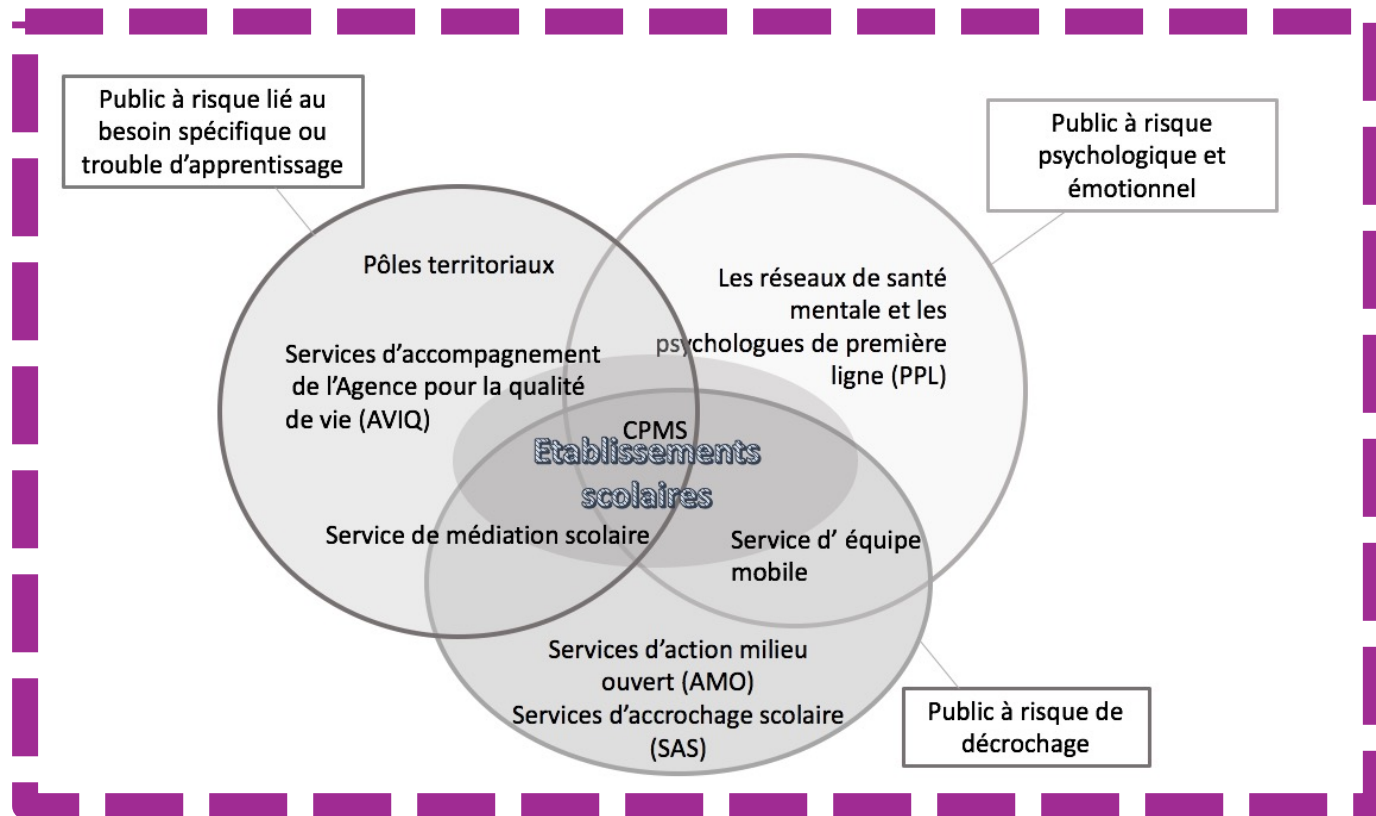 Public à risque lié au
besoin spécifique ou
trouble d’apprentissage
Public à risque
psychologique et
émotionnel
Pôles territoriaux
Les réseaux de santé
mentale et les
psychologues de première
ligne (PPL)
Services d’accompagnement
de l’Agence pour la qualité
de vie (AVIQ)
CPMS
Etablissements
scolaires
Service de médiation scolaire
Service d’ équipe
mobile
Services d’action milieu
ouvert (AMO)
Services d’accrochage scolaire
(SAS)
Public à risque de
décrochage